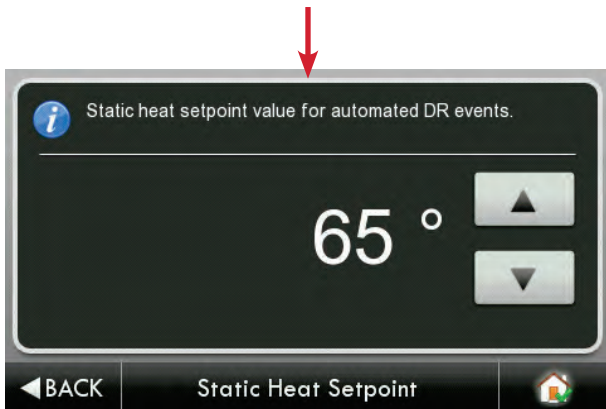 Static heat setpoint value for automated DR events.
65 °
BACK
Static Heat Setpoint